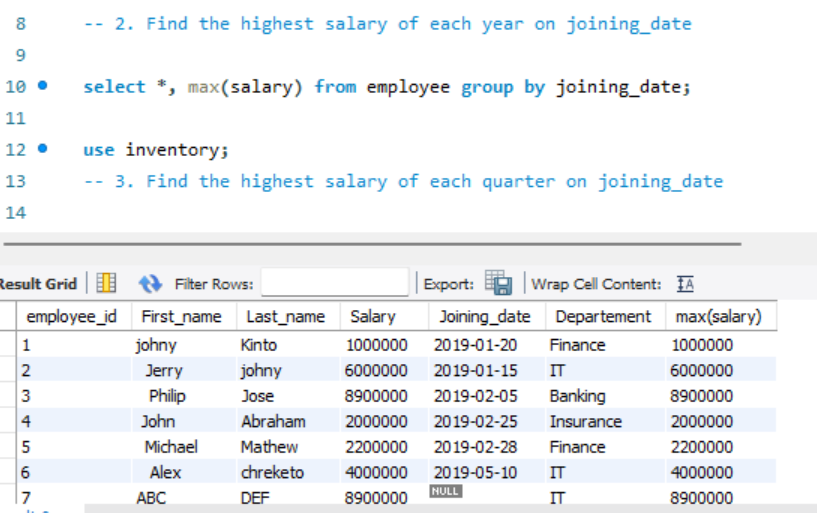 8 -- 2. Find the highest salary of each year on joining_date
9
10 select *, max(salary) from employee group by joining_date;
11
12 use inventory;
13 -- 3. Find the highest salary of each quarter on joining_date
14
Result Grid Filter Rows: Export: Wrap Cell Content:
employee_id First_name Last_name Salary Joining_date Departement max(salary)
1 johny Kinto 1000000 2019-01-20 Finance 1000000
2 Jerry johny 6000000 2019-01-15 IT 6000000
3 Philip Jose 8900000 2019-02-05 Banking 8900000
4 John Abraham 2000000 2019-02-25 Insurance 2000000
5 Michael Mathew 2200000 2019-02-28 Finance 2200000
6 Alex chreketo 4000000 2019-05-10 IT 4000000
7 ABC DEF 8900000 NULL IT 8900000